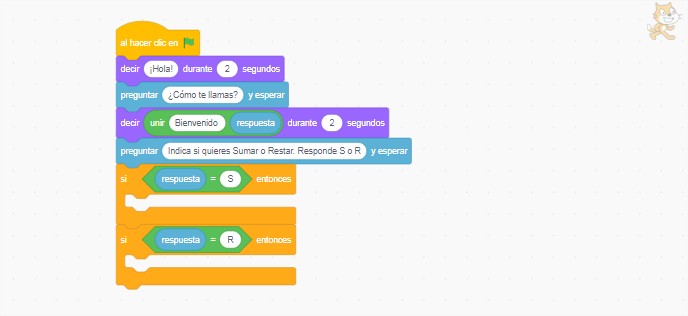 al hacer clic en
decir ¡Hola! durante 2 segundos
preguntar ¿Cómo te llamas? y esperar
decir unir Bienvenido respuesta durante 2 segundos
preguntar Indica si quieres Sumar o Restar. Responde S o R y esperar
si respuesta = S entonces
si respuesta = R entonces